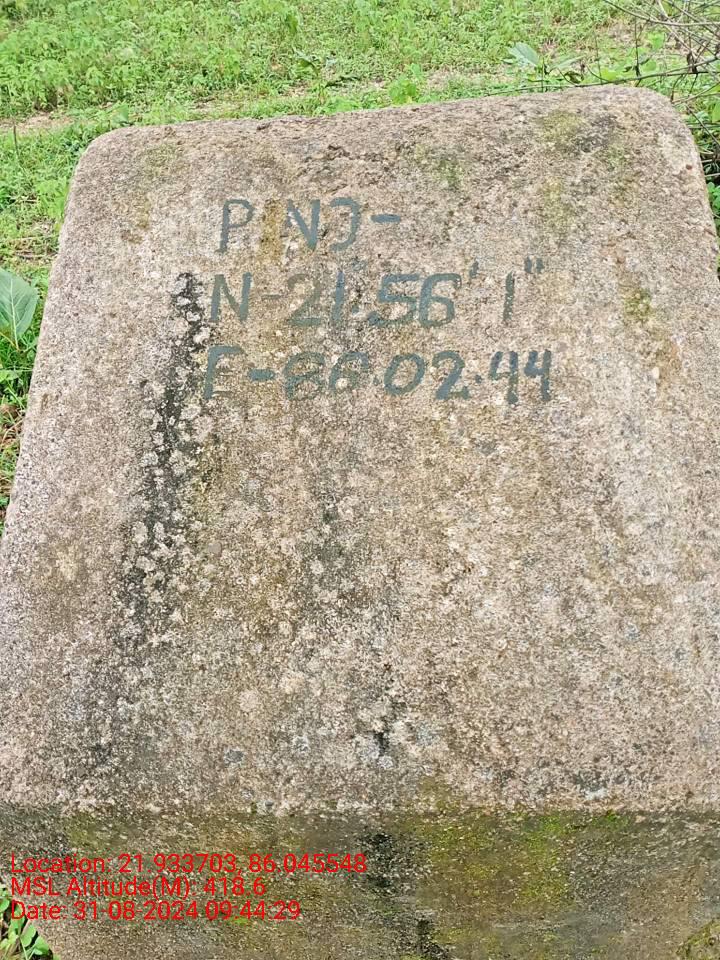 P NO-
N-21°56' 1"
E-86.02.44
Location: 21.933703, 86.045548
MSL Altitude(M): 418.6
Date: 31-08-2024 09:44:29